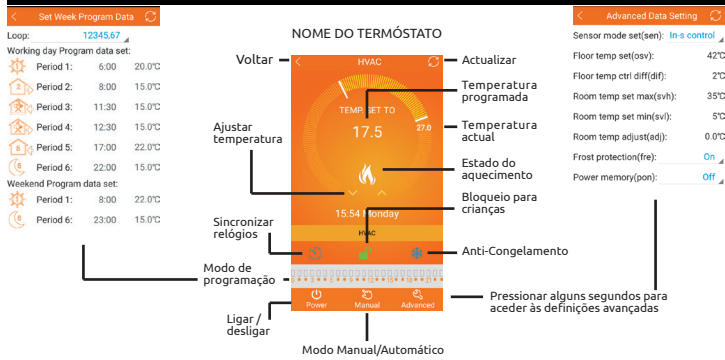 Set Week Program Data
Loop: 12345,67
Working day Program data set:
1 Period 1: 6:00 20.0℃
2 Period 2: 8:00 15.0℃
Period 3: 11:30 15.0℃
Period 4: 12:30 15.0℃
5 Period 5: 17:00 22.0℃
6 Period 6: 22:00 15.0℃
Weekend Program data set:
1 Period 1: 8:00 22.0℃
6 Period 6: 23:00 15.0℃
NOME DO TERMÓSTATO
Voltar
Ajustar
temperatura
Sincronizar
relógios
Modo de
programação
Ligar /
desligar
HVAC
TEMP. SET TO
17.5
27.0
15:54 Monday
HVAC
Power Manual Advanced
Modo Manual/Automático
Actualizar
Temperatura
programada
Temperatura
actual
Estado do
aquecimento
Bloqueio para
crianças
Anti-Congelamento
Pressionar alguns segundos para
aceder às definições avançadas
Advanced Data Setting
Sensor mode set(sen): In-s control
Floor temp set(osv): 42℃
Floor temp ctrl diff(dif): 2℃
Room temp set max(svh): 35℃
Room temp set min(svl): 5℃
Room temp adjust(adj): 0.0℃
Frost protection(fre): On
Power memory(pon): Off